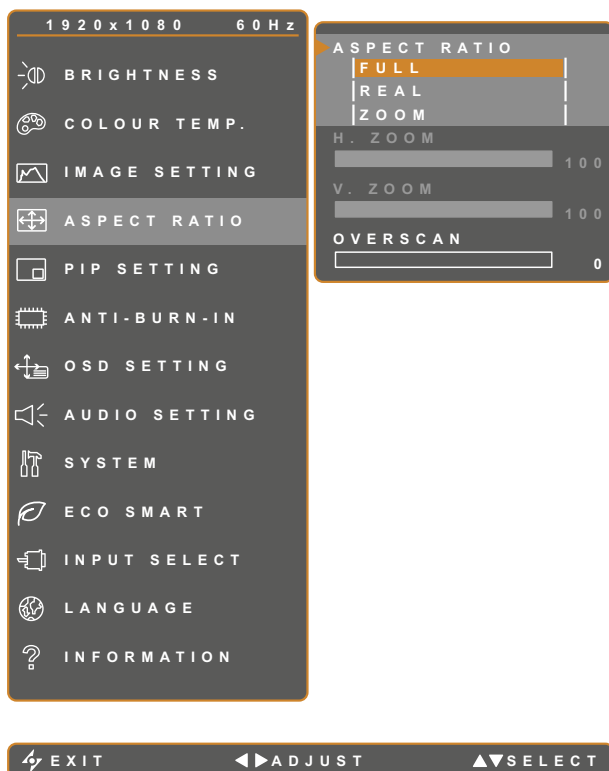 1920x1080 60Hz
BRIGHTNESS
COLOUR TEMP.
IMAGE SETTING
ASPECT RATIO
PIP SETTING
ANTI-BURN-IN
OSD SETTING
AUDIO SETTING
SYSTEM
ECO SMART
INPUT SELECT
LANGUAGE
INFORMATION
ASPECT RATIO
FULL
REAL
ZOOM
H. ZOOM
100
V. ZOOM
100
OVERSCAN
0
EXIT ADJUST SELECT